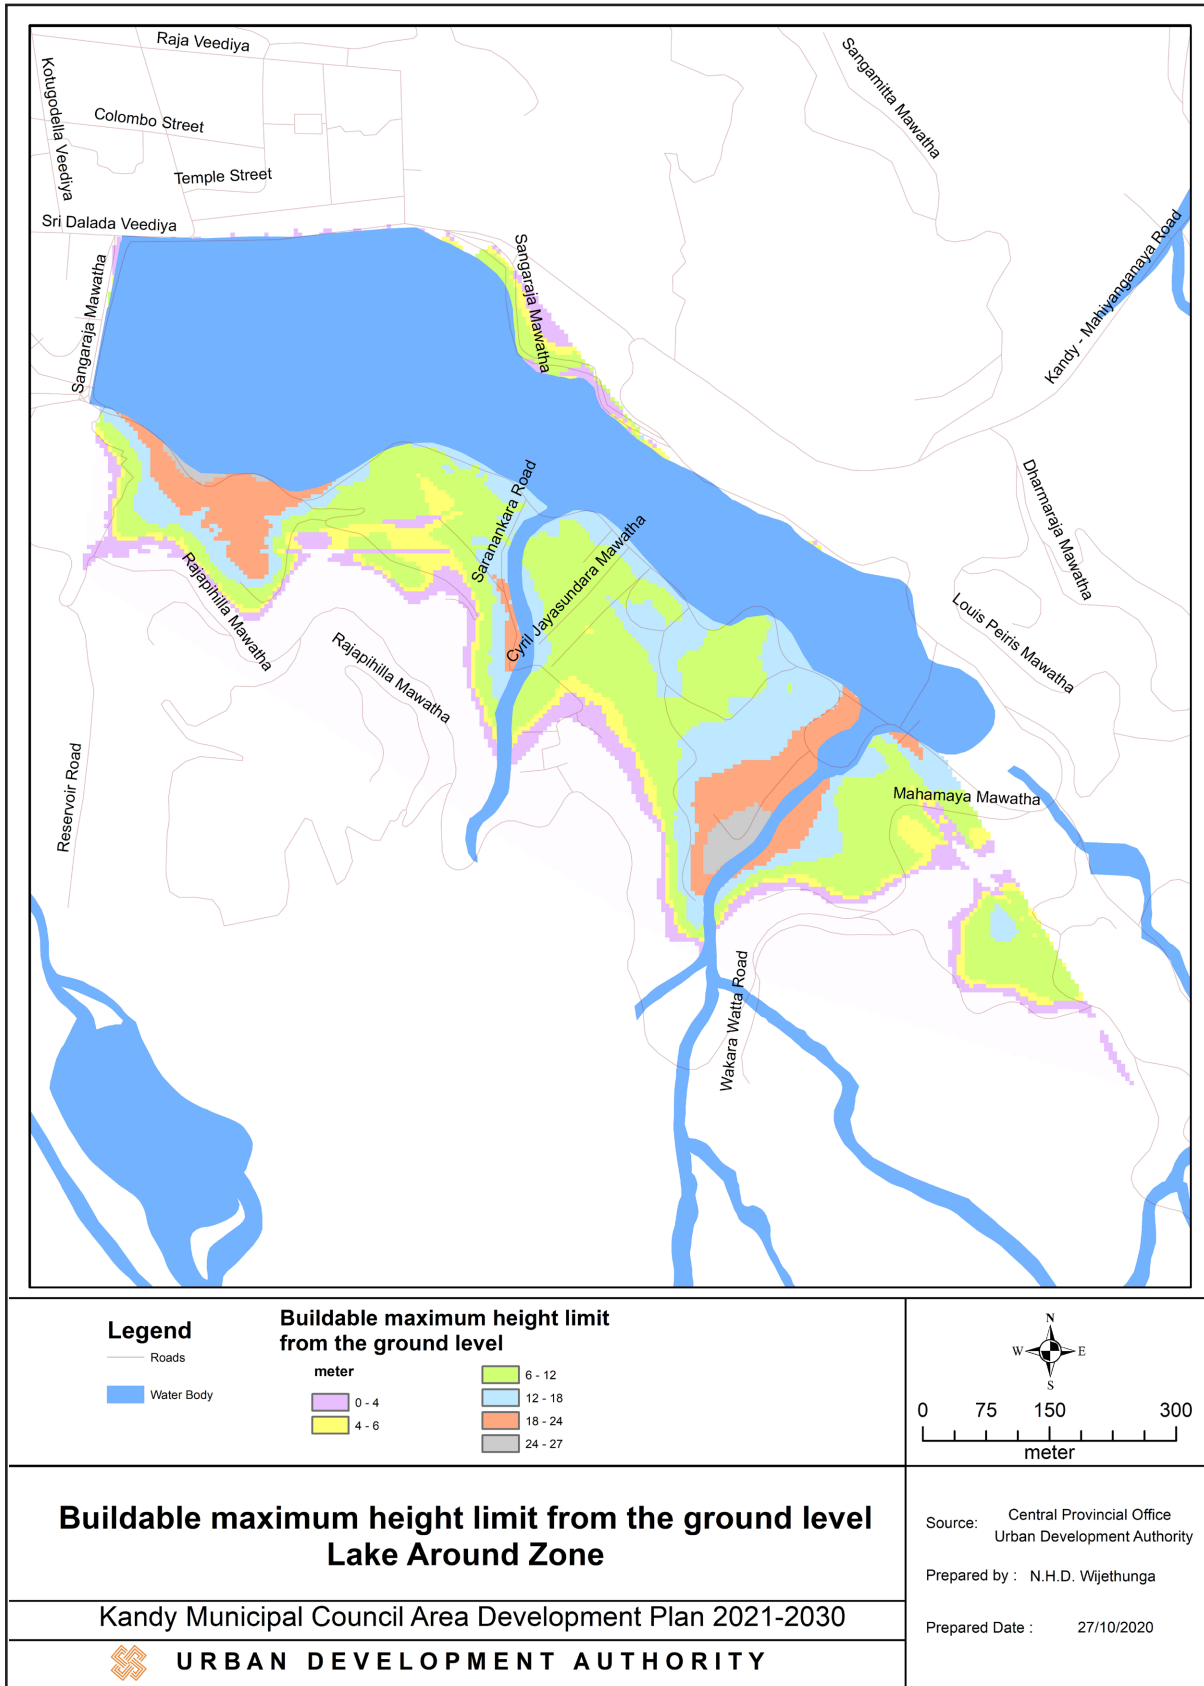 Raja Veediya
Kotugodella Veediya
Colombo Street
Temple Street
Sri Dalada Veediya
Sangaraja Mawatha
Sangaraja Mawatha
Sangamitta Mawatha
Kandy - Mahiyanganaya Road
Dharmaraja Mawatha
Louis Peiris Mawatha
Saranankara Road
Cyril Jayasundara Mawatha
Rajapihilla Mawatha
Rajapihilla Mawatha
Reservoir Road
Mahamaya Mawatha
Wakara Watta Road
Legend
Roads
Water Body
Buildable maximum height limit
from the ground level
meter
0 - 4
4 - 6
6 - 12
12 - 18
18 - 24
24 - 27
N
W E
S
0 75 150 300
meter
Buildable maximum height limit from the ground level
Lake Around Zone
Kandy Municipal Council Area Development Plan 2021-2030
URBAN DEVELOPMENT AUTHORITY
Source: Central Provincial Office
Urban Development Authority
Prepared by : N.H.D. Wijethunga
Prepared Date : 27/10/2020